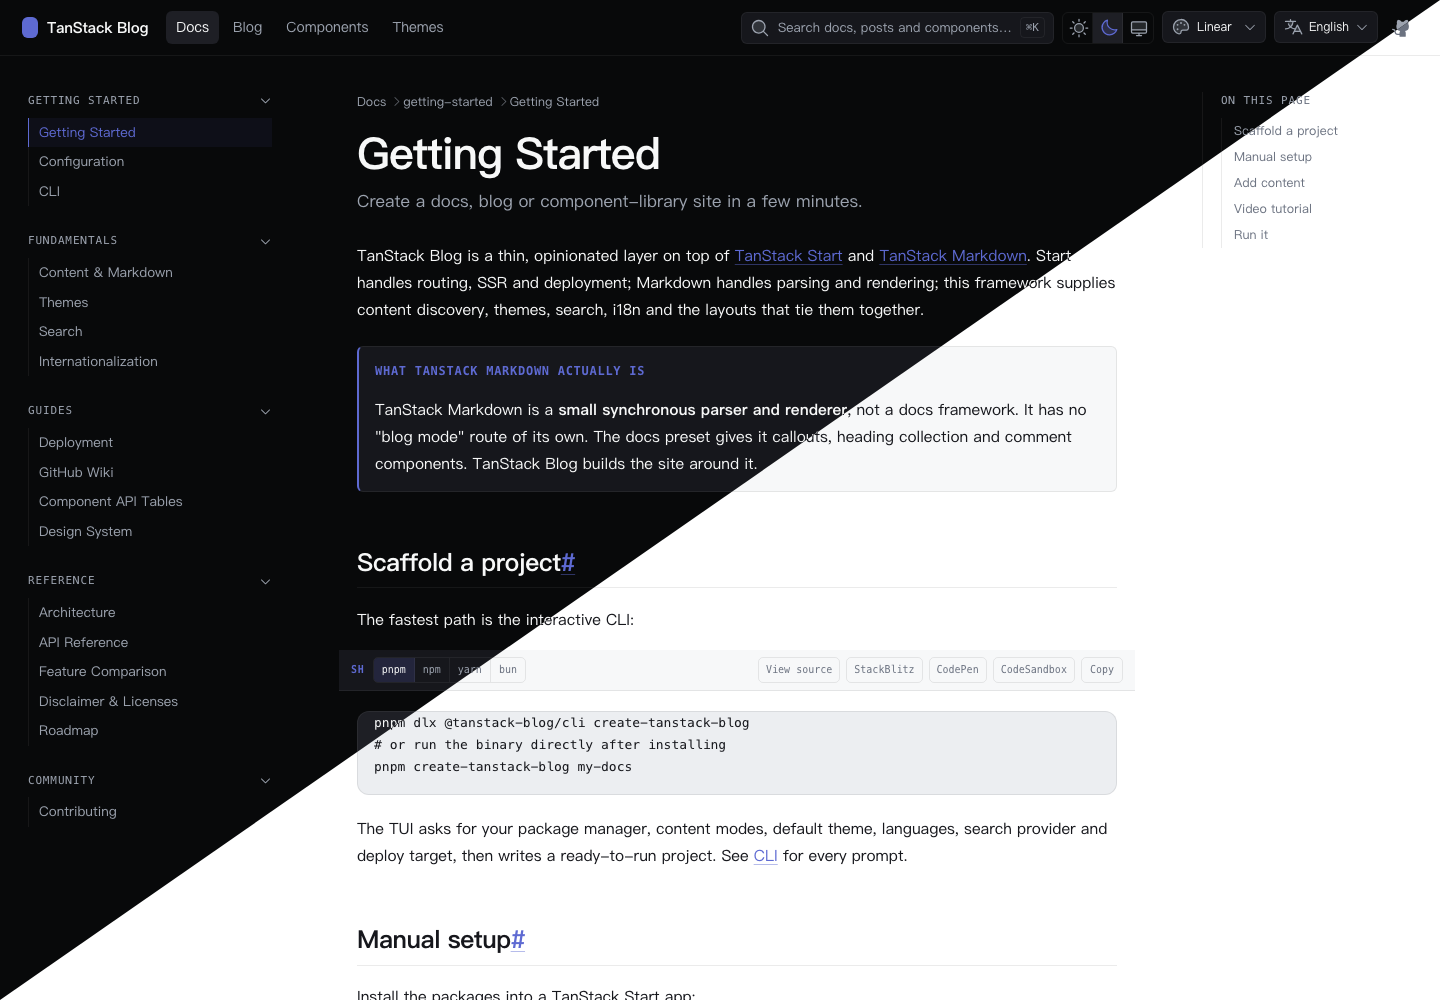 TanStack Blog
Docs
Blog
Components
Themes
Search docs, posts and components...
⌘K
Linear
English
GETTING STARTED
Getting Started
Configuration
CLI
FUNDAMENTALS
Content & Markdown
Themes
Search
Internationalization
GUIDES
Deployment
GitHub Wiki
Component API Tables
Design System
REFERENCE
Architecture
API Reference
Feature Comparison
Disclaimer & Licenses
Roadmap
COMMUNITY
Contributing
Docs > getting-started > Getting Started
Getting Started
Create a docs, blog or component-library site in a few minutes.
TanStack Blog is a thin, opinionated layer on top of TanStack Start and TanStack Markdown. Start
handles routing, SSR and deployment; Markdown handles parsing and rendering; this framework supplies
content discovery, themes, search, i18n and the layouts that tie them together.
WHAT TANSTACK MARKDOWN ACTUALLY IS
TanStack Markdown is a small synchronous parser and renderer, not a docs framework. It has no
"blog mode" route of its own. The docs preset gives it callouts, heading collection and comment
components. TanStack Blog builds the site around it.
Scaffold a project#
The fastest path is the interactive CLI:
SH
pnpm
npm
yarn
bun
View source
StackBlitz
CodePen
CodeSandbox
Copy
pnpm dlx @tanstack-blog/cli create-tanstack-blog
# or run the binary directly after installing
pnpm create-tanstack-blog my-docs
The TUI asks for your package manager, content modes, default theme, languages, search provider and
deploy target, then writes a ready-to-run project. See CLI for every prompt.
Manual setup#
Install the packages into a TanStack Start app:
ON THIS PAGE
Scaffold a project
Manual setup
Add content
Video tutorial
Run it